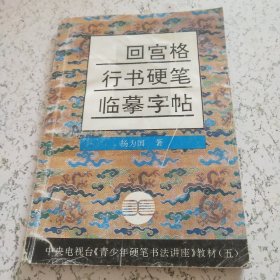 回宫格
行书硬笔
临摹字帖
杨为国 著
中央电视台《青少年硬笔书法讲座》教材(五)